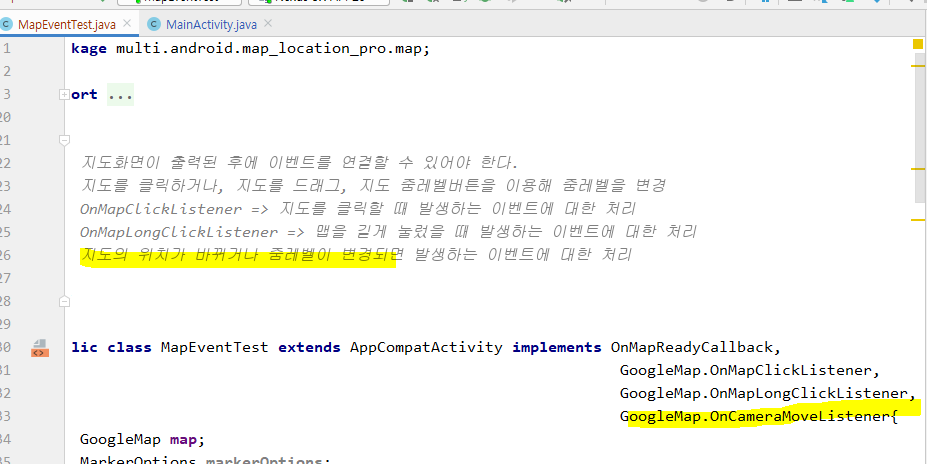 MapEventTest.java MainActivity.java
1 kage multi.android.map_location_pro.map;
2
3 ort ...
20
21
22 지도화면이 출력된 후에 이벤트를 연결할 수 있어야 한다.
23 지도를 클릭하거나, 지도를 드래그, 지도 줌레벨버튼을 이용해 줌레벨을 변경
24 OnMapClickListener => 지도를 클릭할 때 발생하는 이벤트에 대한 처리
25 OnMapLongClickListener => 맵을 길게 눌렀을 때 발생하는 이벤트에 대한 처리
26 지도의 위치가 바뀌거나 줌레벨이 변경되면 발생하는 이벤트에 대한 처리
27
28
29
30 lic class MapEventTest extends AppCompatActivity implements OnMapReadyCallback,
31 GoogleMap.OnMapClickListener,
32 GoogleMap.OnMapLongClickListener,
33 GoogleMap.OnCameraMoveListener{
34 GoogleMap map;
MarkerOptions markerOptions;